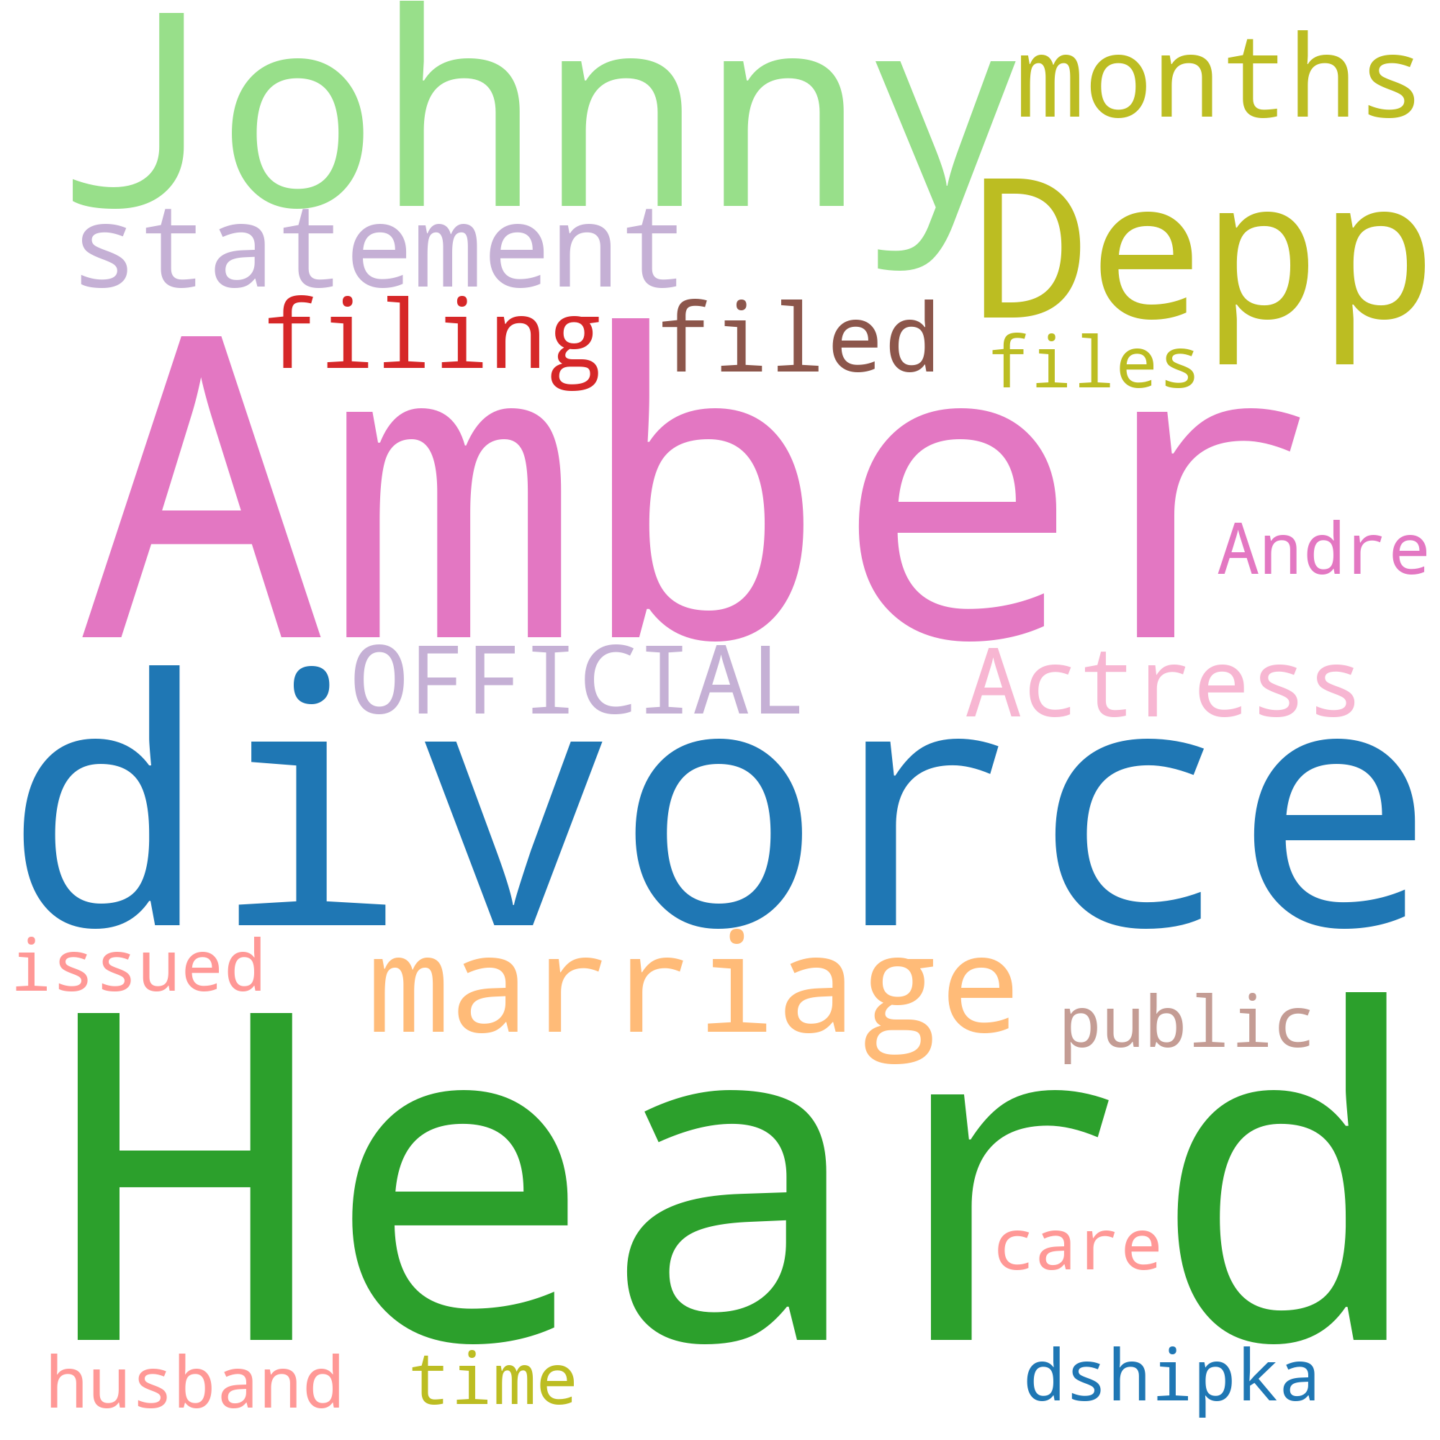 Johnny
months
Depp
statement
filing
filed
files
Amber
Andre
OFFICIAL
Actress
divorce
issued
marriage
public
Heard
care
husband
time
dshipka